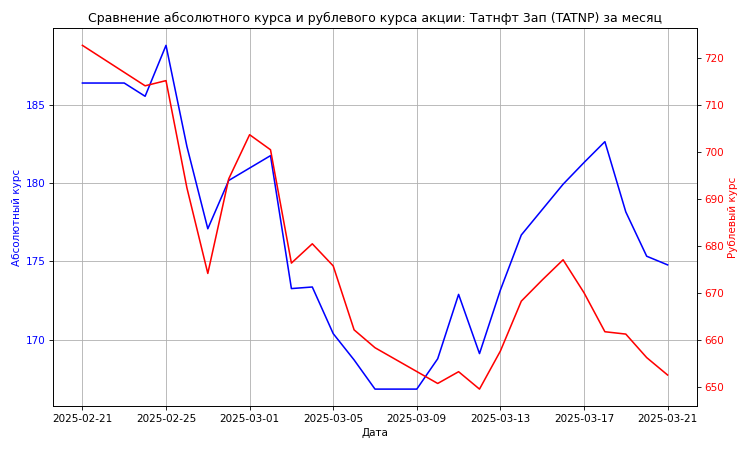 Сравнение абсолютного курса и рублевого курса акции: Татнфт 3ап (TATNP) за месяц
Абсолютный курс
185
180
175
170
720
710
700
690
680
670
660
650
Рублевый курс
2025-02-21 2025-02-25 2025-03-01 2025-03-05 2025-03-09 2025-03-13 2025-03-17 2025-03-21
Дата